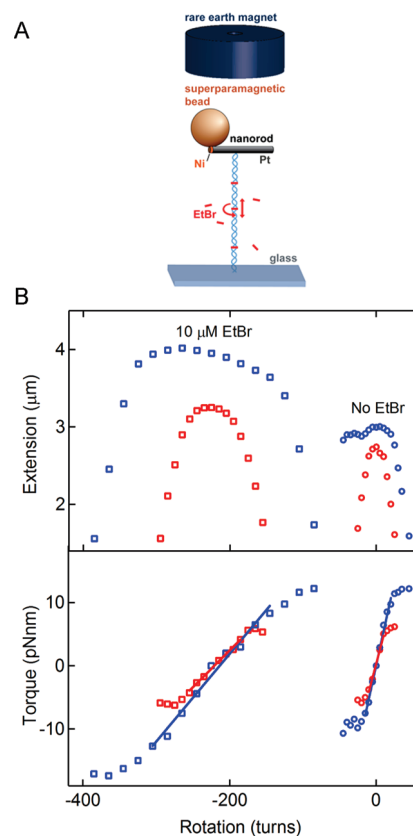 A
rare earth magnet
superparamagnetic
bead
nanorod
Ni
Pt
EtBr
glass
B
10 μM EtBr
No EtBr
Extension (μm)
4
3
2
Torque (pNnm)
10
0
-10
-400
-200
0
Rotation (turns)